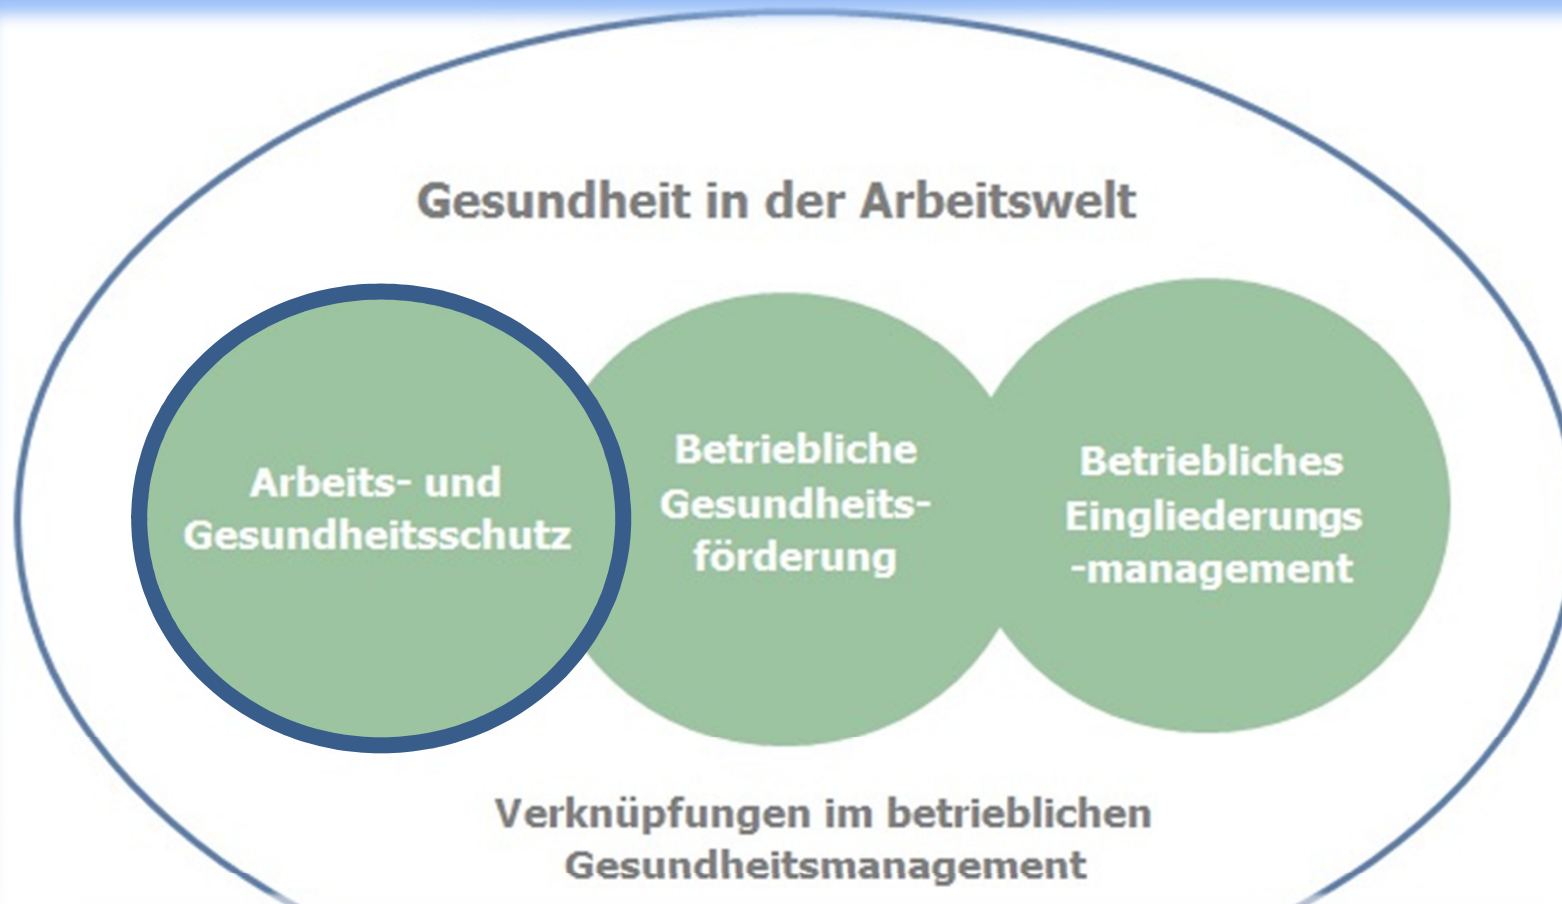 Gesundheit in der Arbeitswelt
Arbeits- und
Gesundheitsschutz
Betriebliche
Gesundheits-
förderung
Betriebliches
Eingliederungs
-management
Verknüpfungen im betrieblichen
Gesundheitsmanagement